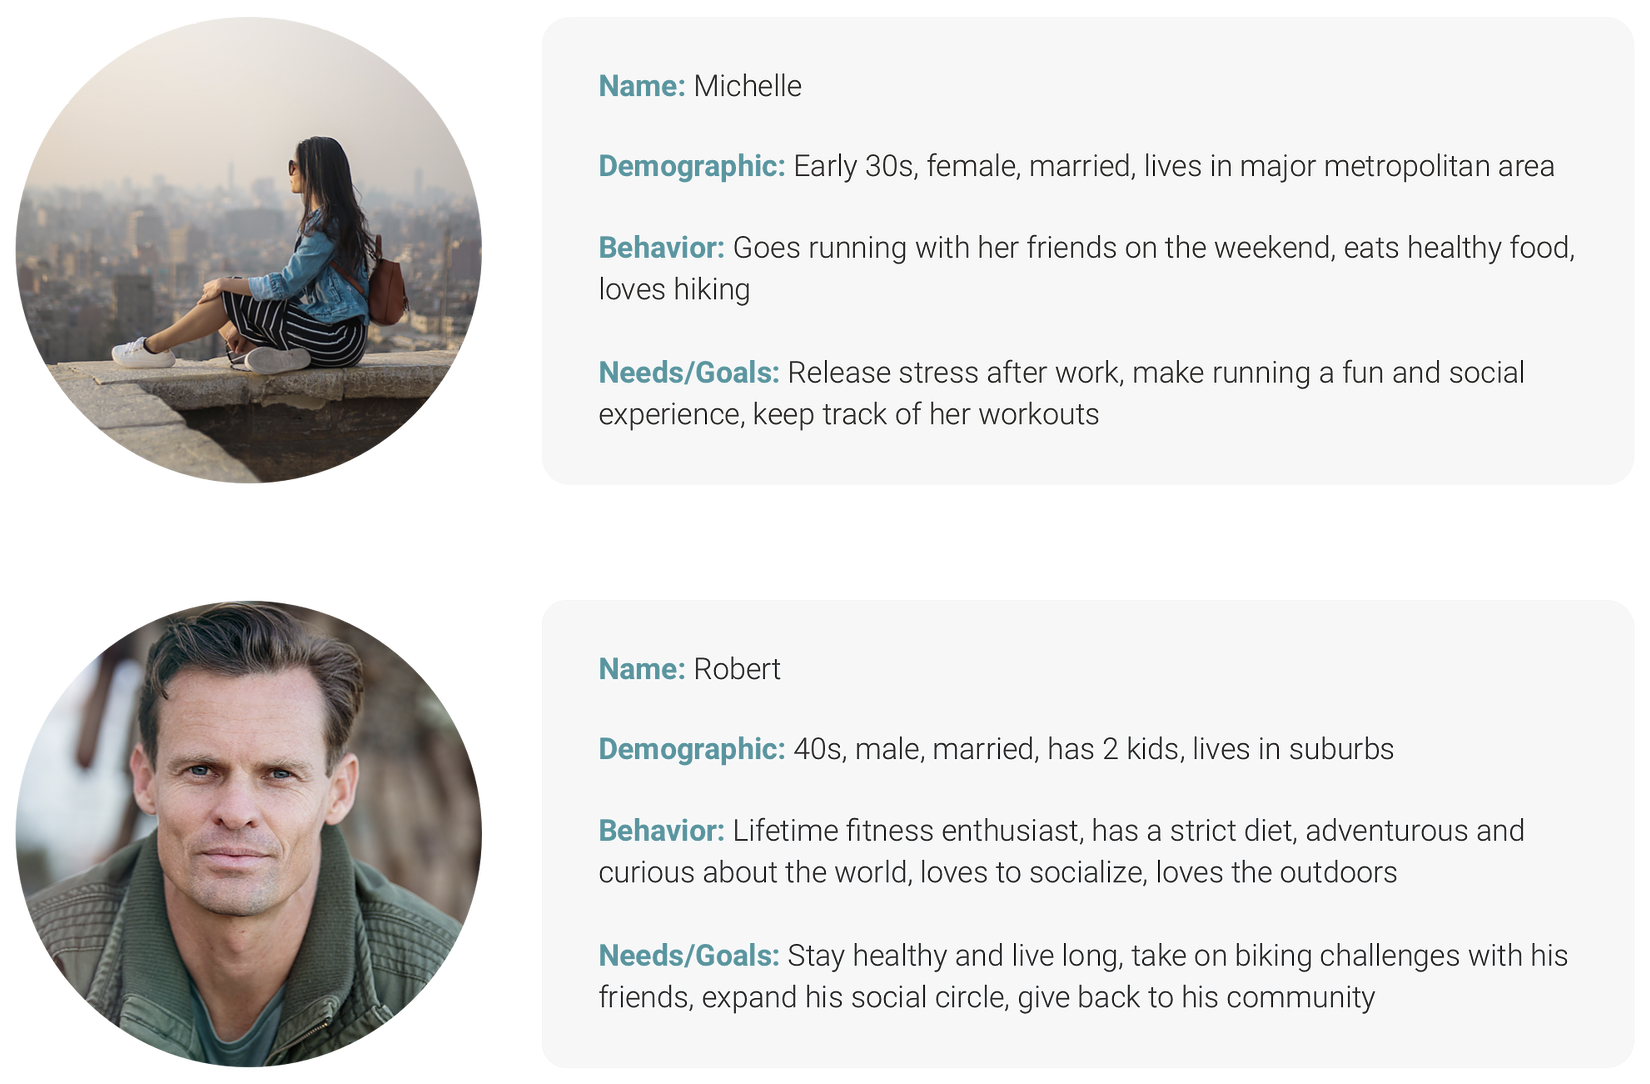 Name: Michelle
Demographic: Early 30s, female, married, lives in major metropolitan area
Behavior: Goes running with her friends on the weekend, eats healthy food,
loves hiking
Needs/Goals: Release stress after work, make running a fun and social
experience, keep track of her workouts
Name: Robert
Demographic: 40s, male, married, has 2 kids, lives in suburbs
Behavior: Lifetime fitness enthusiast, has a strict diet, adventurous and
curious about the world, loves to socialize, loves the outdoors
Needs/Goals: Stay healthy and live long, take on biking challenges with his
friends, expand his social circle, give back to his community